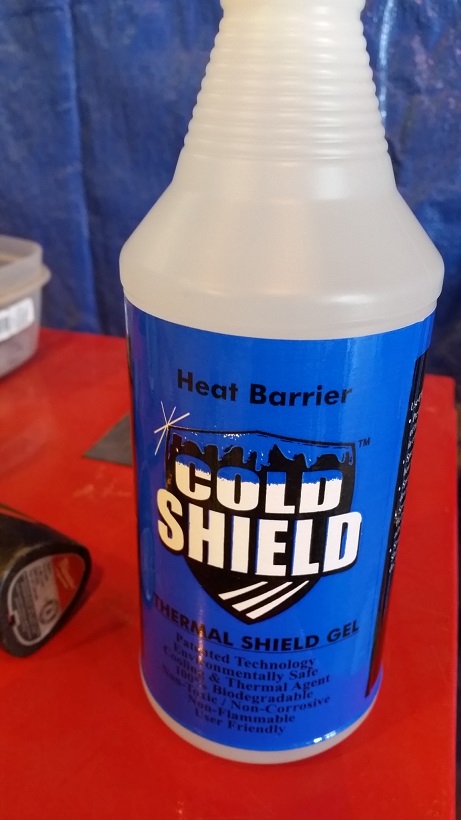 Heat Barrier
COLD
SHIELD
TM
THERMAL SHIELD GEL
Patented Technology
Environmentally Safe
Cooling & Thermal Agent
100% Biodegradable
Non-Toxic / Non-Corrosive
Non-Flammable
User Friendly